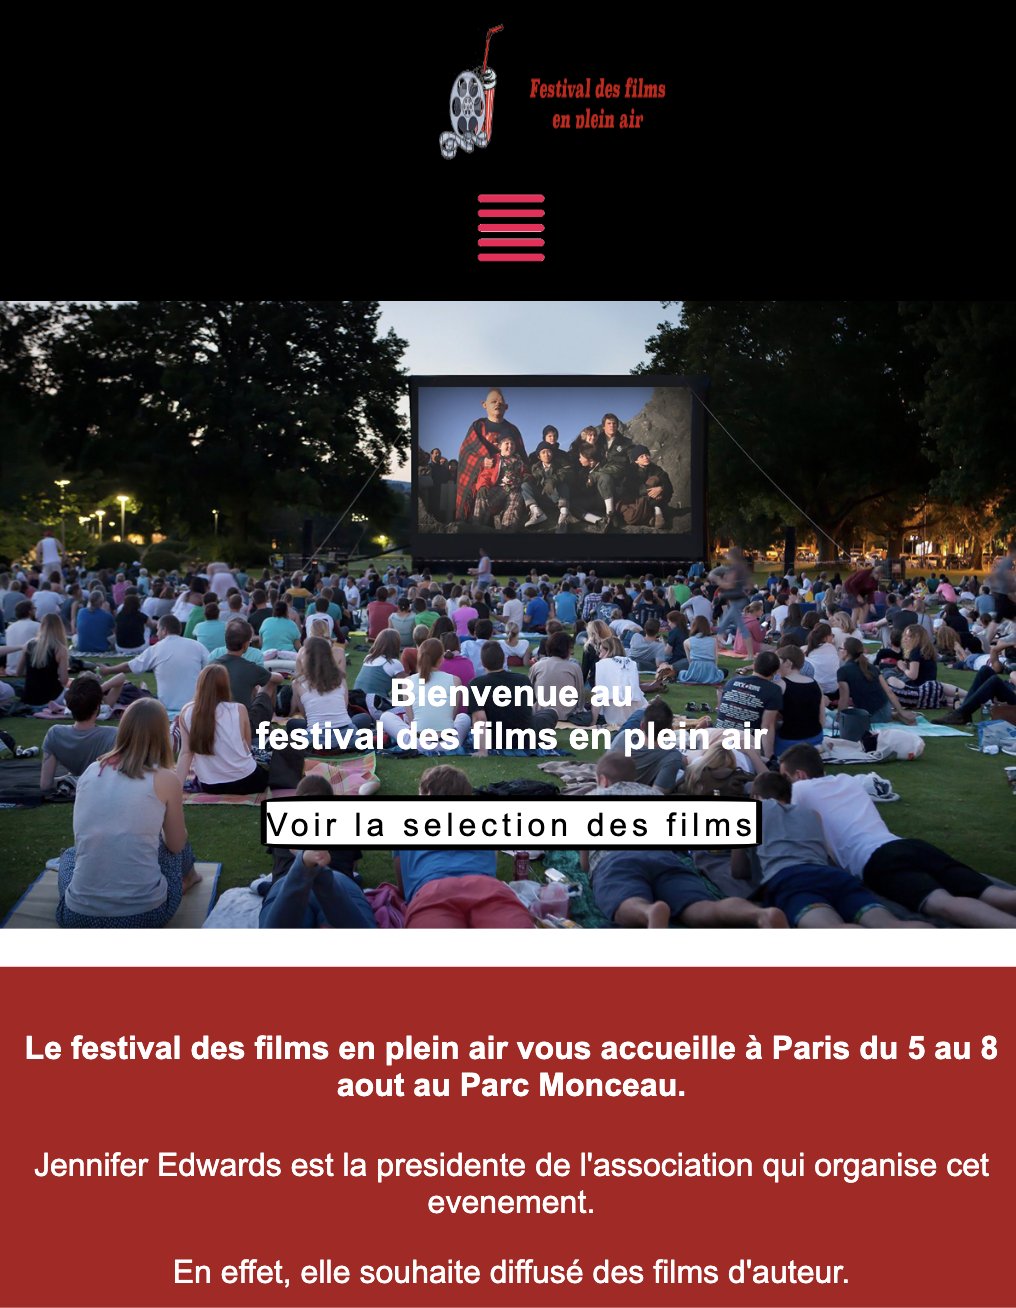 Festival des films
en plein air
Bienvenue au
festival des films en plein air
Voir la selection des films
Le festival des films en plein air vous accueille à Paris du 5 au 8
aout au Parc Monceau.
Jennifer Edwards est la presidente de l'association qui organise cet
evenement.
En effet, elle souhaite diffusé des films d'auteur.